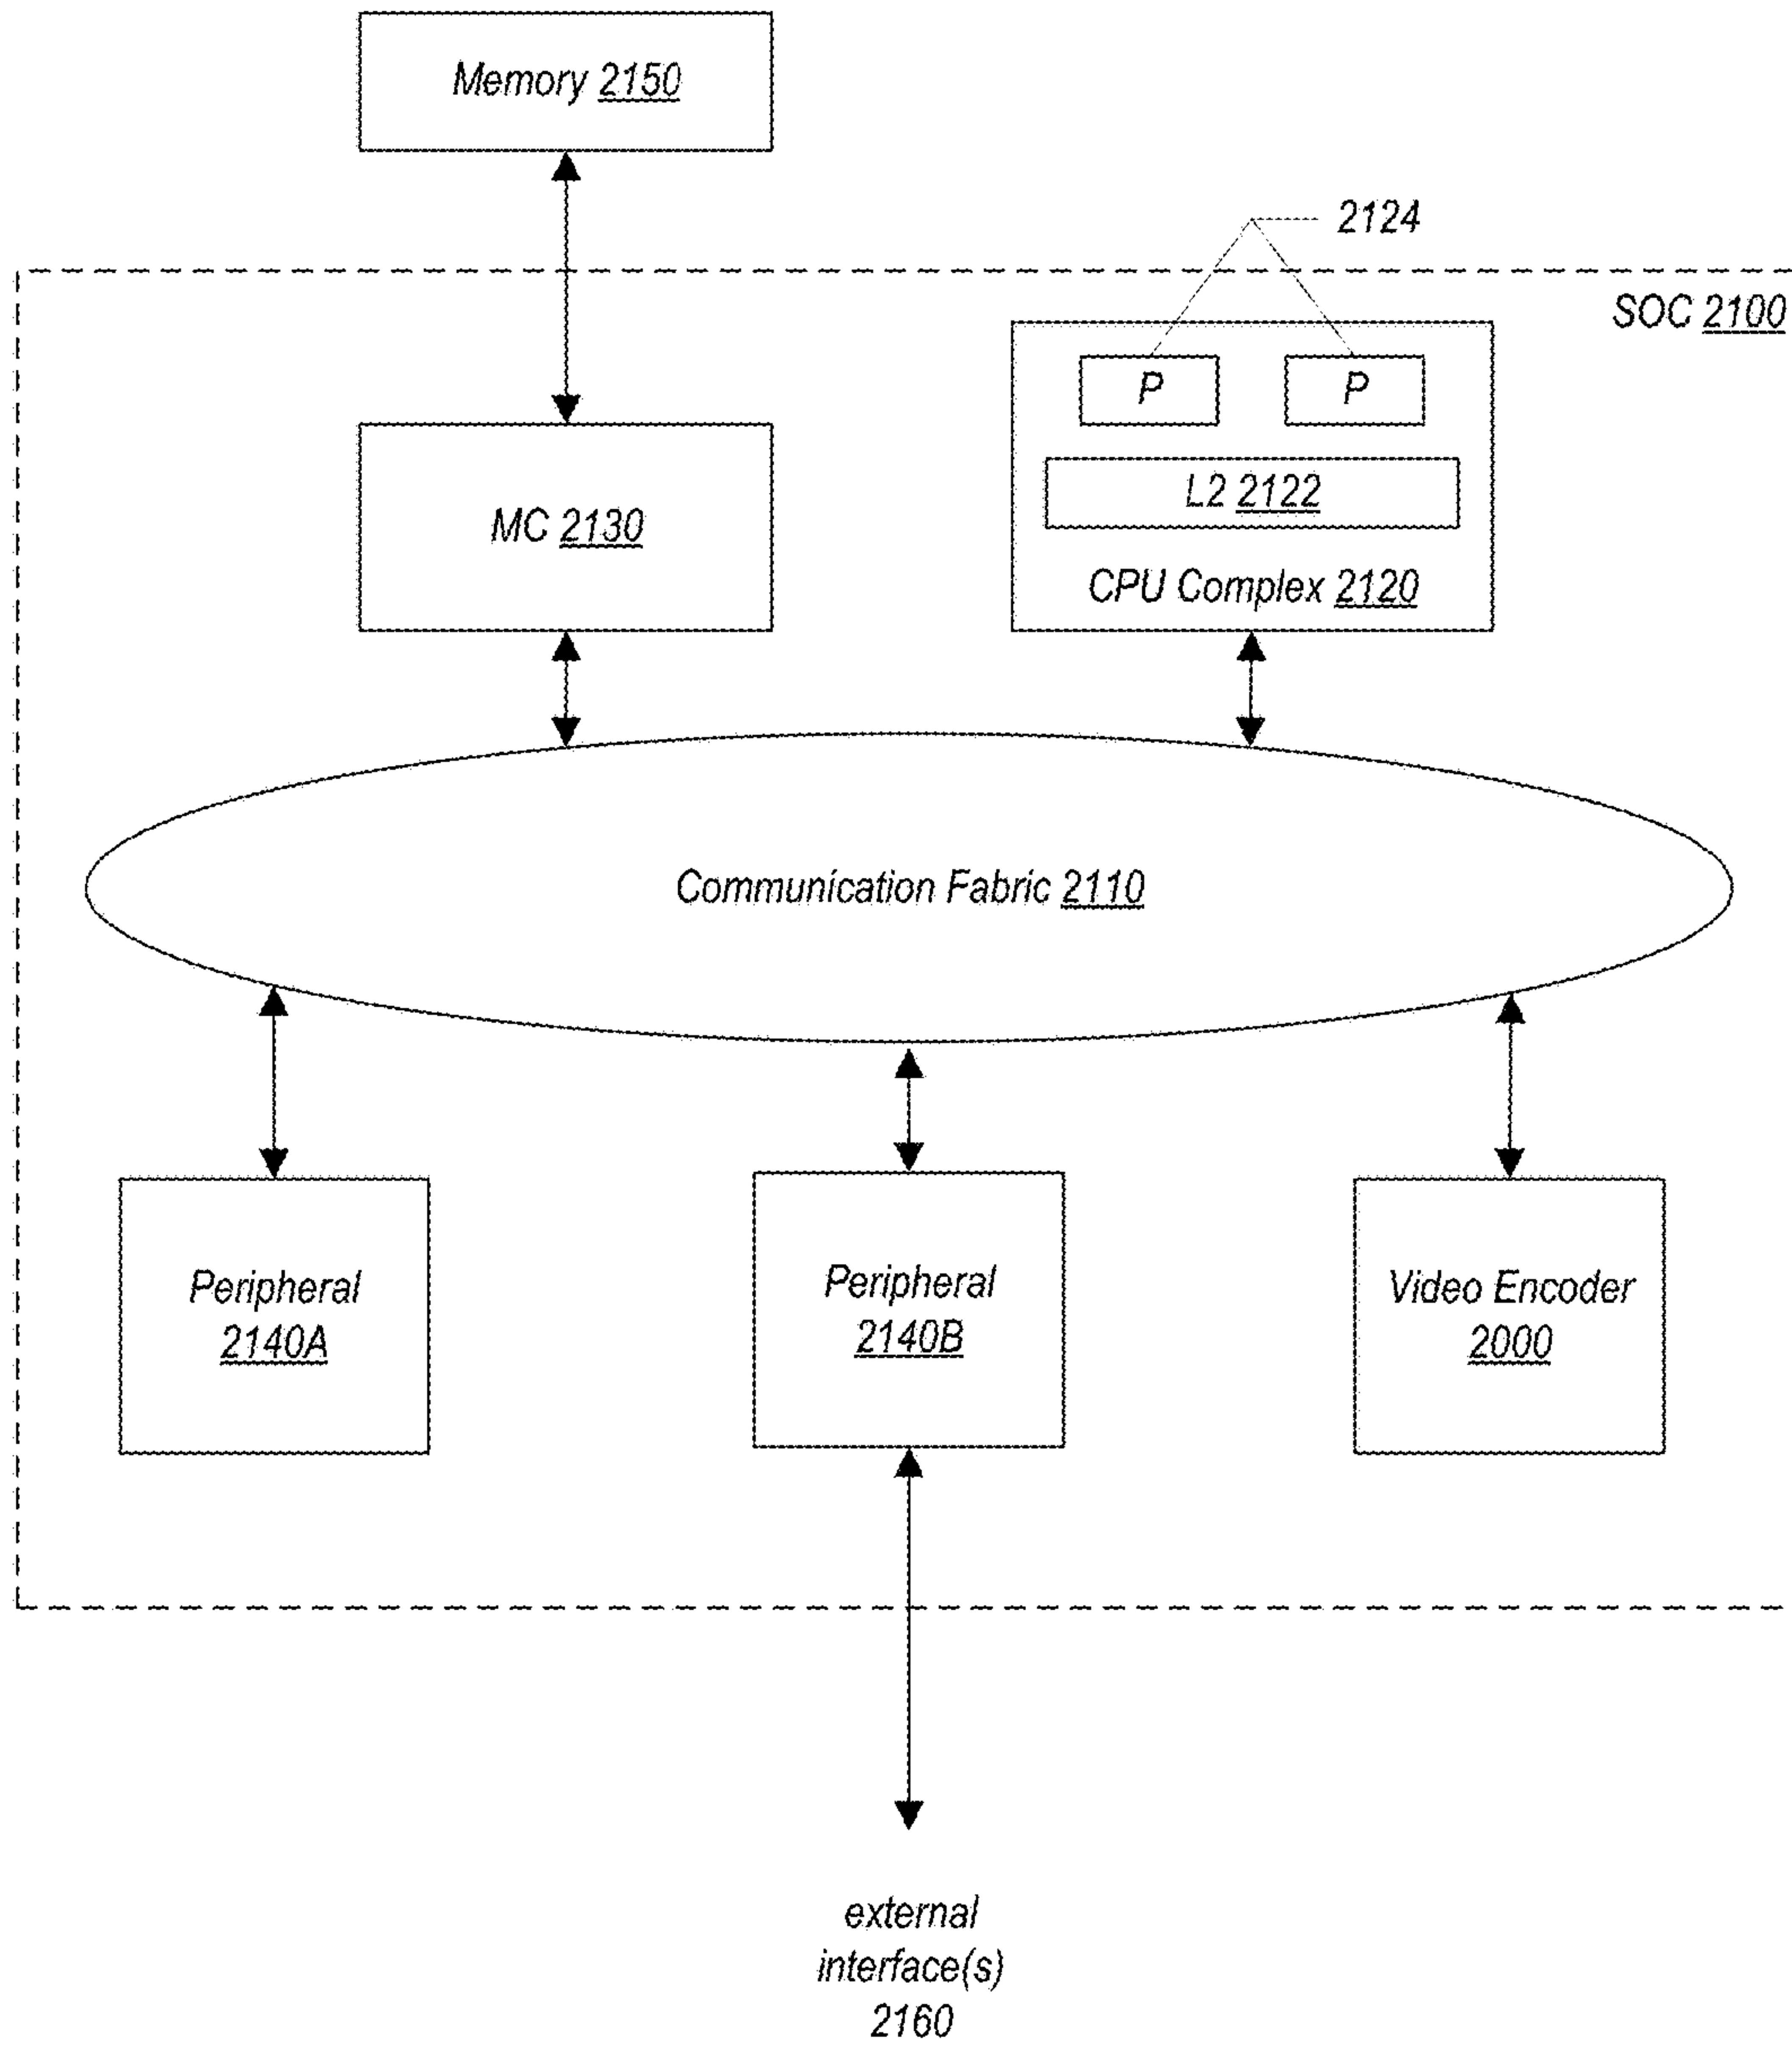 Memory 2150
2124
SOC 2100
P
P
L2 2122
MC 2130
CPU Complex 2120
Communication Fabric 2110
Peripheral
2140A
Peripheral
2140B
Video Encoder
2000
external
interface(s)
2160